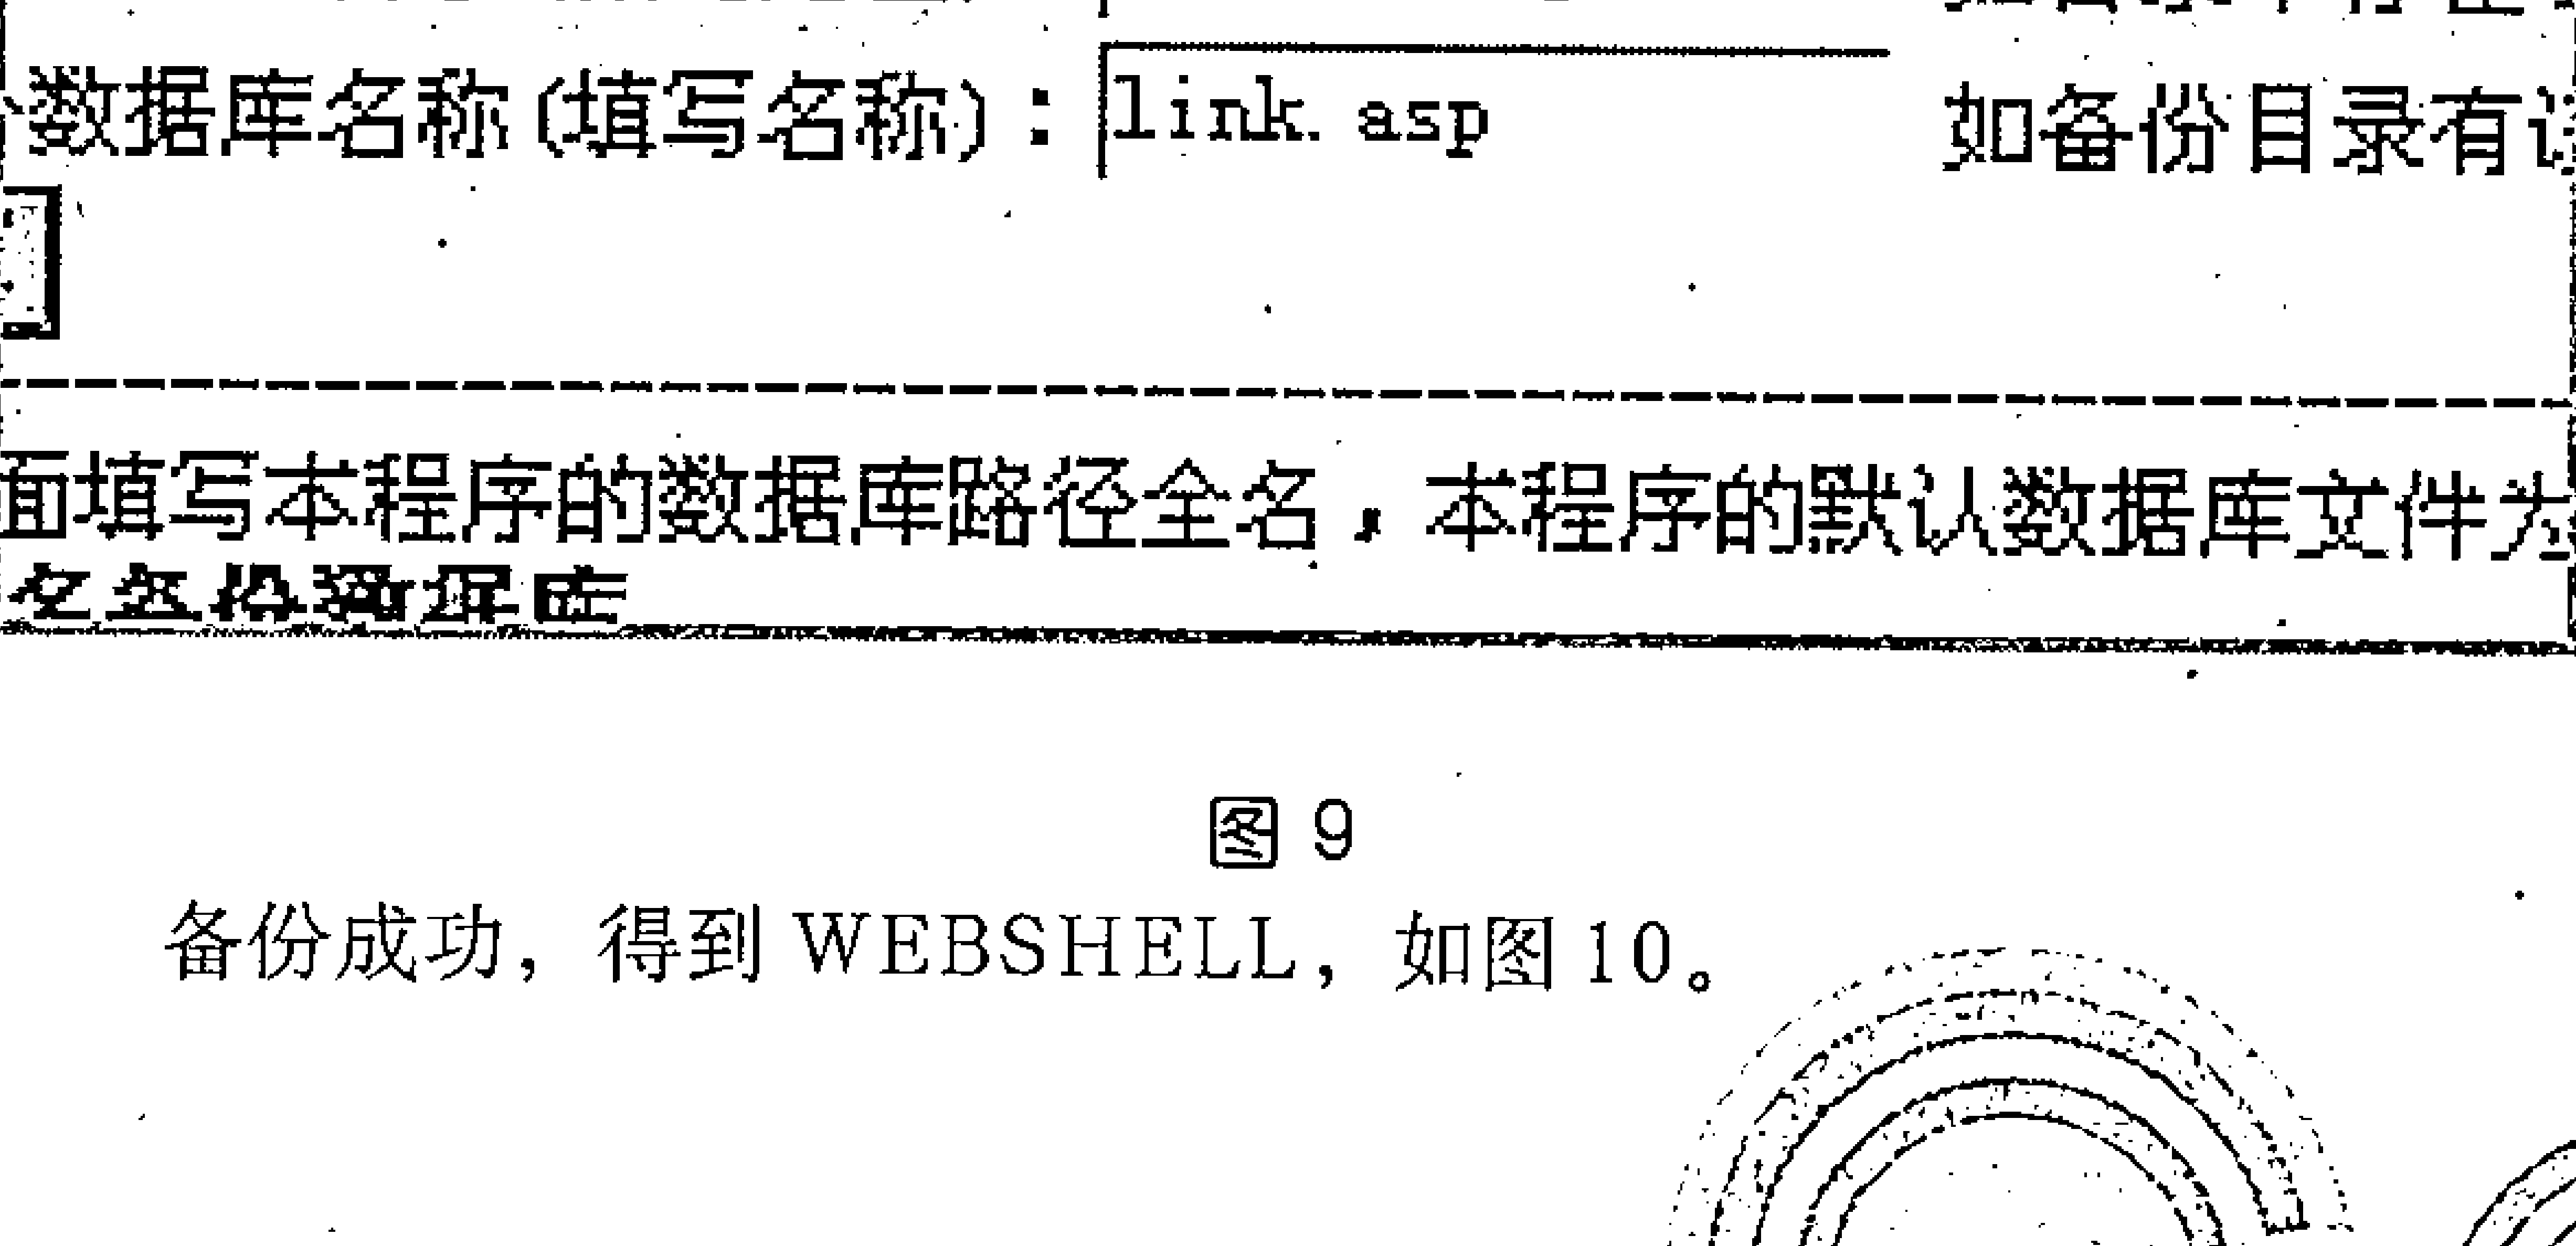 数据库名称(填写名称)： link.asp 如备份目录有
面填写本程序的数据库路径全名，本程序的默认数据库文件为
图 9
备份成功，得到 WEBSHELL，如图 10。